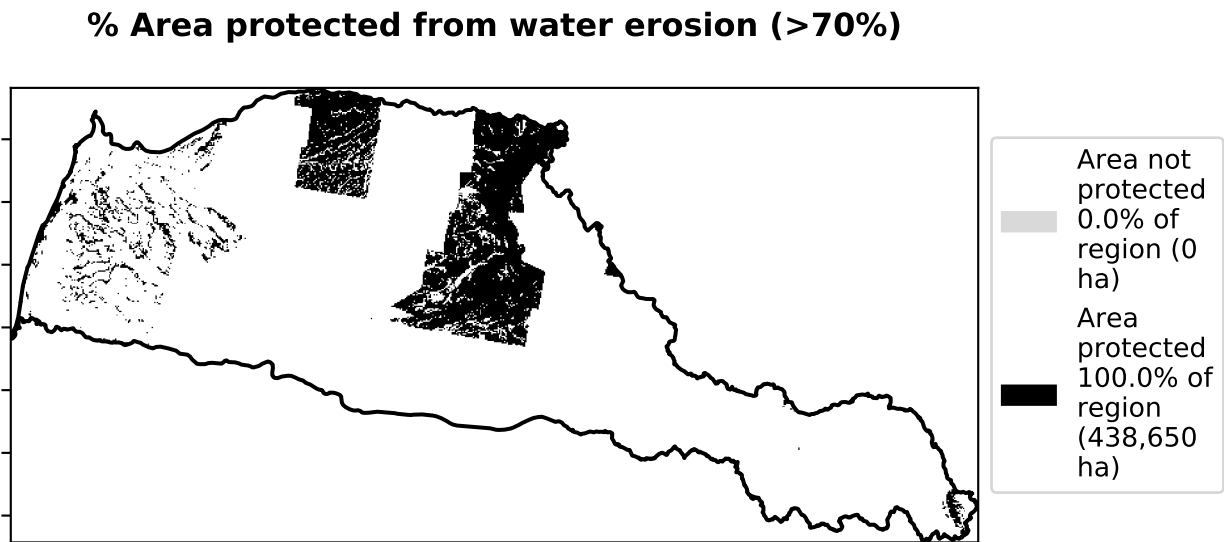 % Area protected from water erosion (>70%)
Area not
protected
0.0% of
region (0
ha)
Area
protected
100.0% of
region
(438,650
ha)